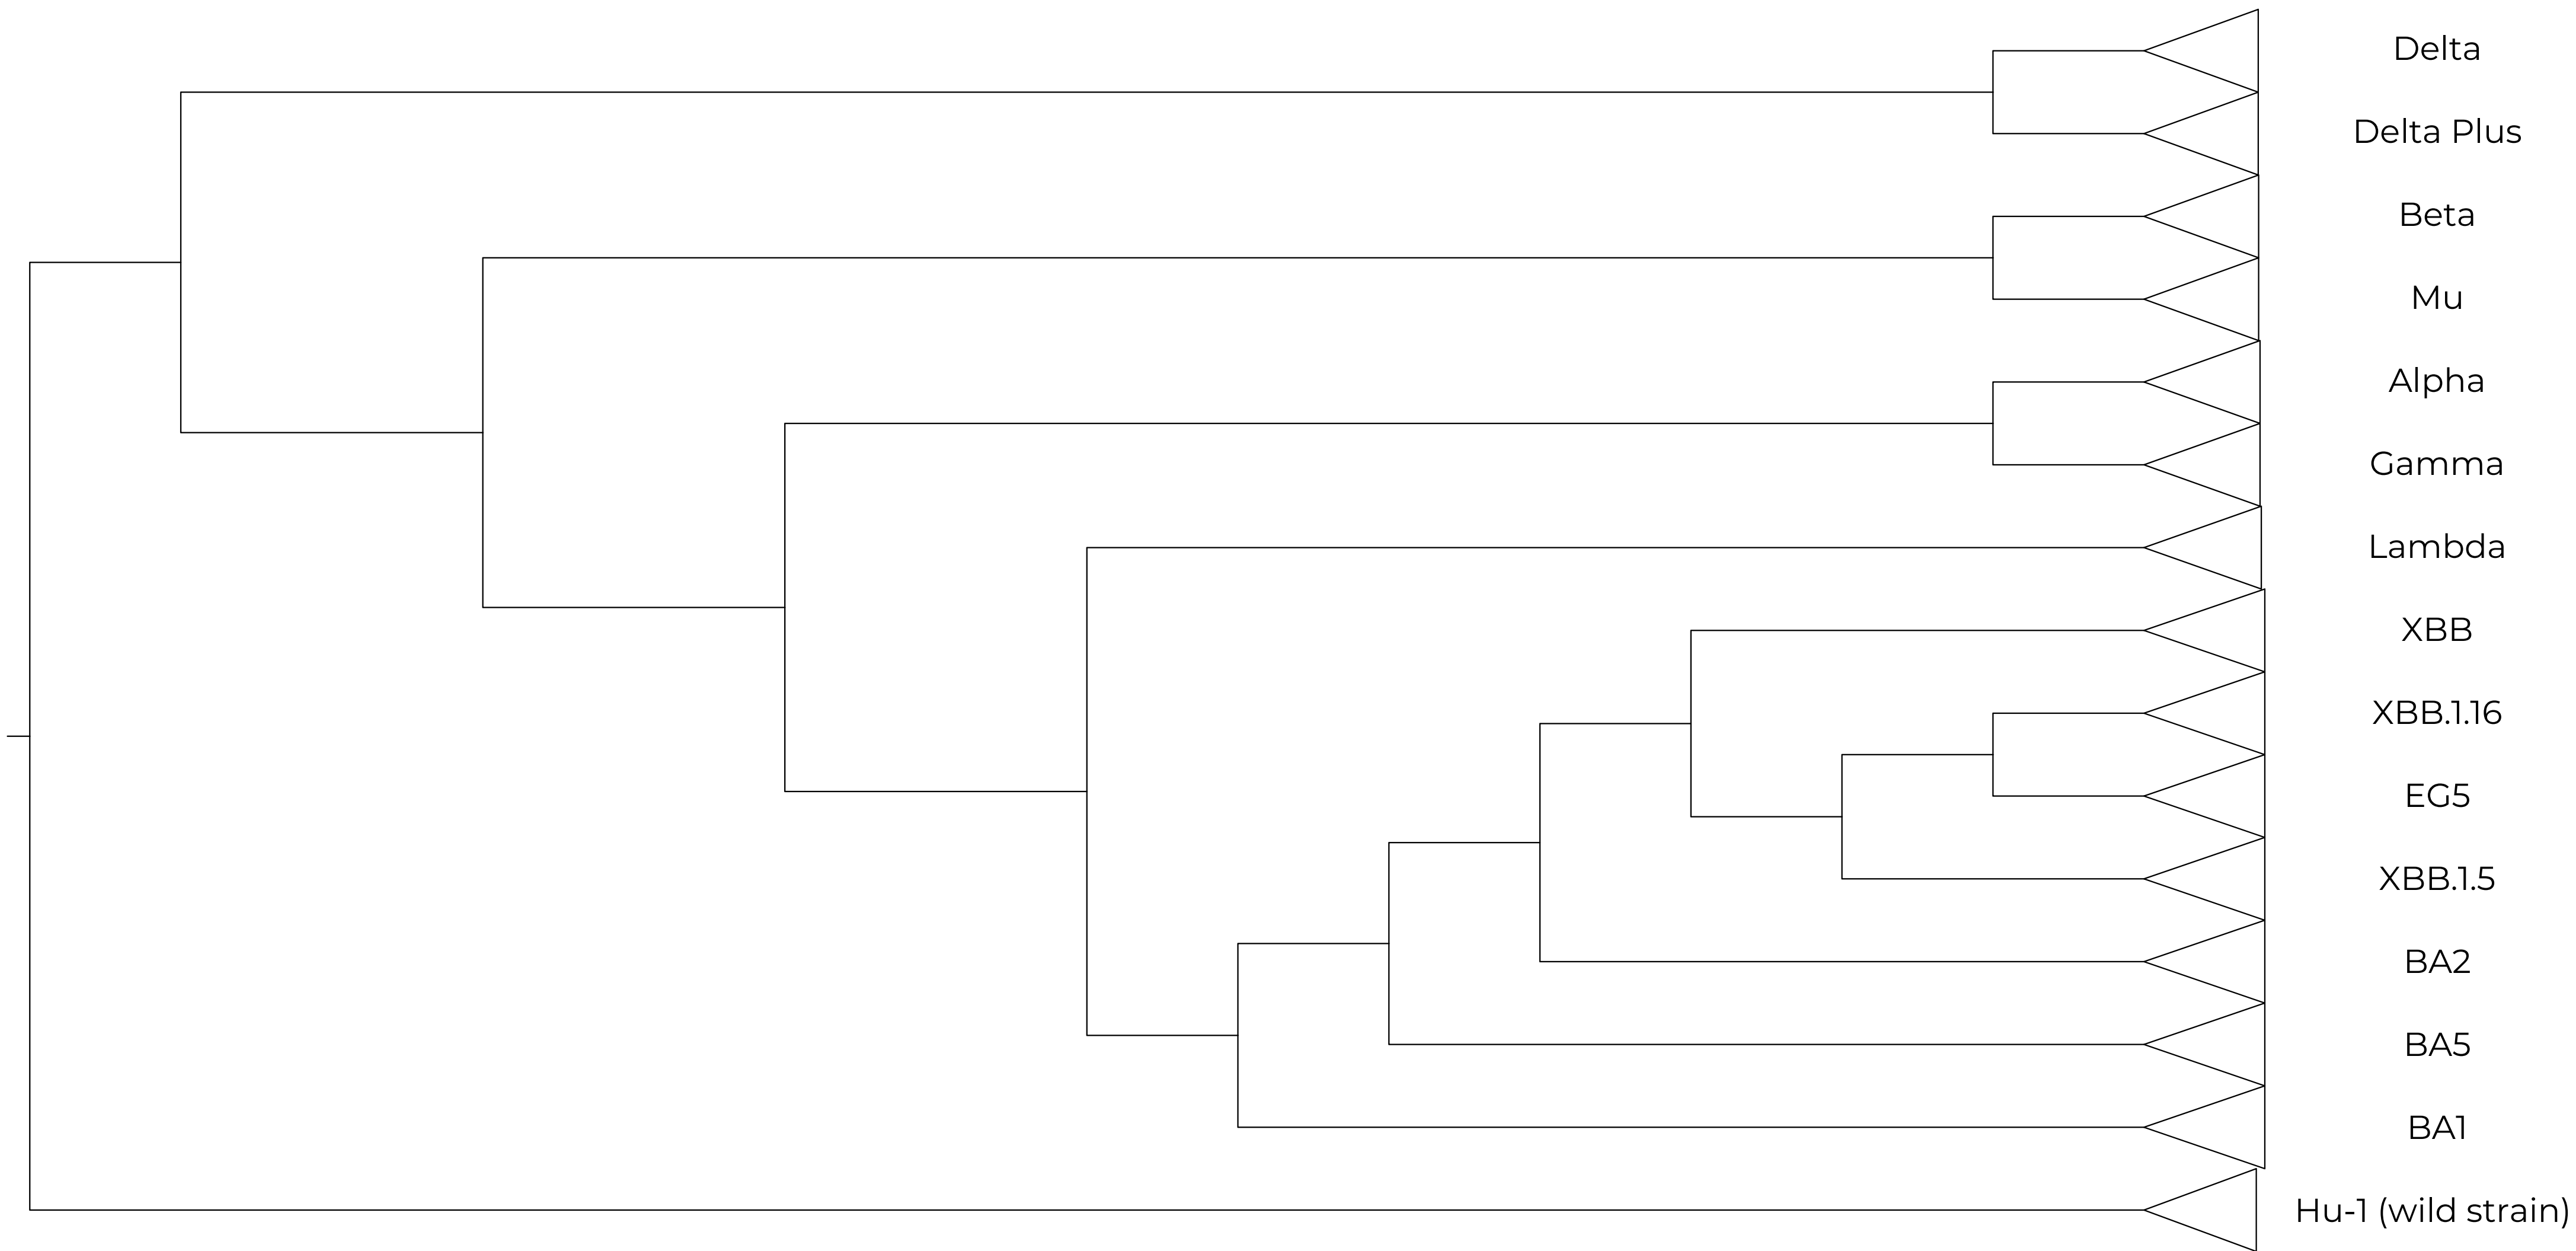 Delta
Delta Plus
Beta
Mu
Alpha
Gamma
Lambda
XBB
XBB.1.16
EG5
XBB.1.5
BA2
BA5
BA1
Hu-1 (wild strain)